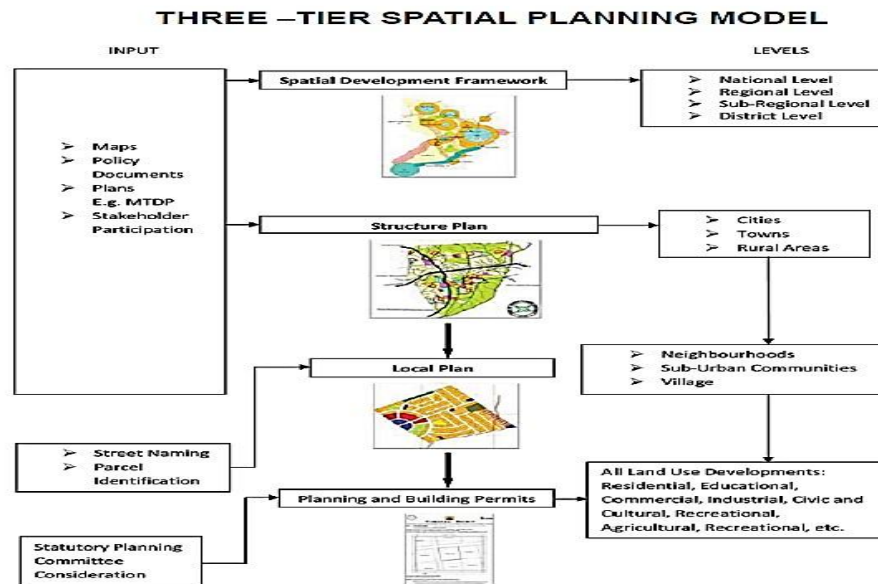 THREE –TIER SPATIAL PLANNING MODEL
INPUT
LEVELS
Maps
Policy
Documents
Plans
E.g. MTDP
Stakeholder
Participation
Spatial Development Framework
National Level
Regional Level
Sub-Regional Level
District Level
Structure Plan
Cities
Towns
Rural Areas
Local Plan
Neighbourhoods
Sub-Urban Communities
Village
Street Naming
Parcel
Identification
Planning and Building Permits
All Land Use Developments:
Residential, Educational,
Commercial, Industrial, Civic and
Cultural, Recreational,
Agricultural, Recreational, etc.
Statutory Planning
Committee
Consideration